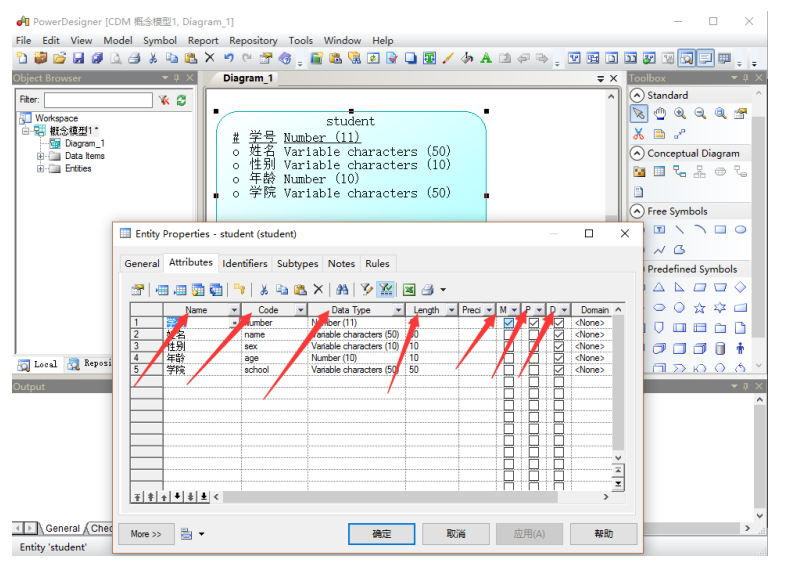 PowerDesigner [CDM 概念模型1, Diagram_1]
File Edit View Model Symbol Report Repository Tools Window Help
Object Browser
Diagram_1
Toolbox
Filter:
Workspace
概念模型1 *
Diagram_1
Data Items
Entities
student
# 学号 Number (11)
o 姓名 Variable characters (50)
o 性别 Variable characters (10)
o 年龄 Number (10)
o 学院 Variable characters (50)
Standard
Conceptual Diagram
Free Symbols
Predefined Symbols
Entity Properties - student (student)
General Attributes Identifiers Subtypes Notes Rules
Name Code Data Type Length Preci M P D Domain
1 Number (11) <None>
2 姓名 name Variable characters (50) 50 <None>
3 性别 sex Variable characters (10) 10 <None>
4 年龄 age Number (10) 10 <None>
5 学院 school Variable characters (50) 50 <None>
Local Reposi
Output
General Chec
More >> 确定 取消 应用(A) 帮助
Entity 'student'